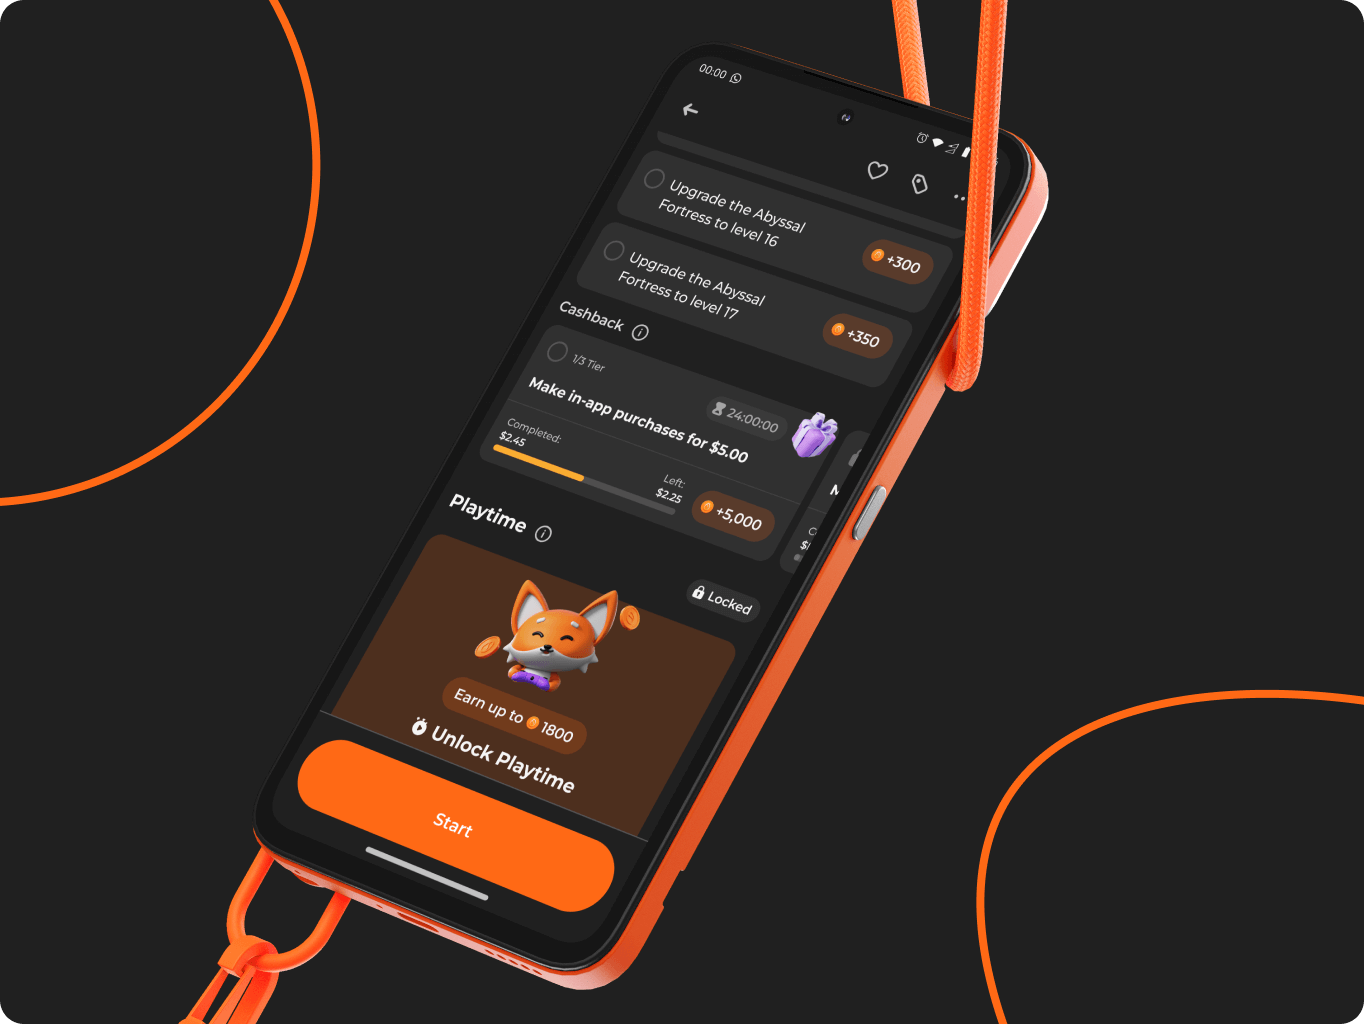 00:00
Upgrade the Abyssal
Fortress to level 16
+300
Upgrade the Abyssal
Fortress to level 17
+350
Cashback
1/3 Tier
24:00:00
Make in-app purchases for $5.00
Completed:
$2.45
Left:
$2.25
+5,000
Playtime
Locked
Earn up to 1800
Unlock Playtime
Start